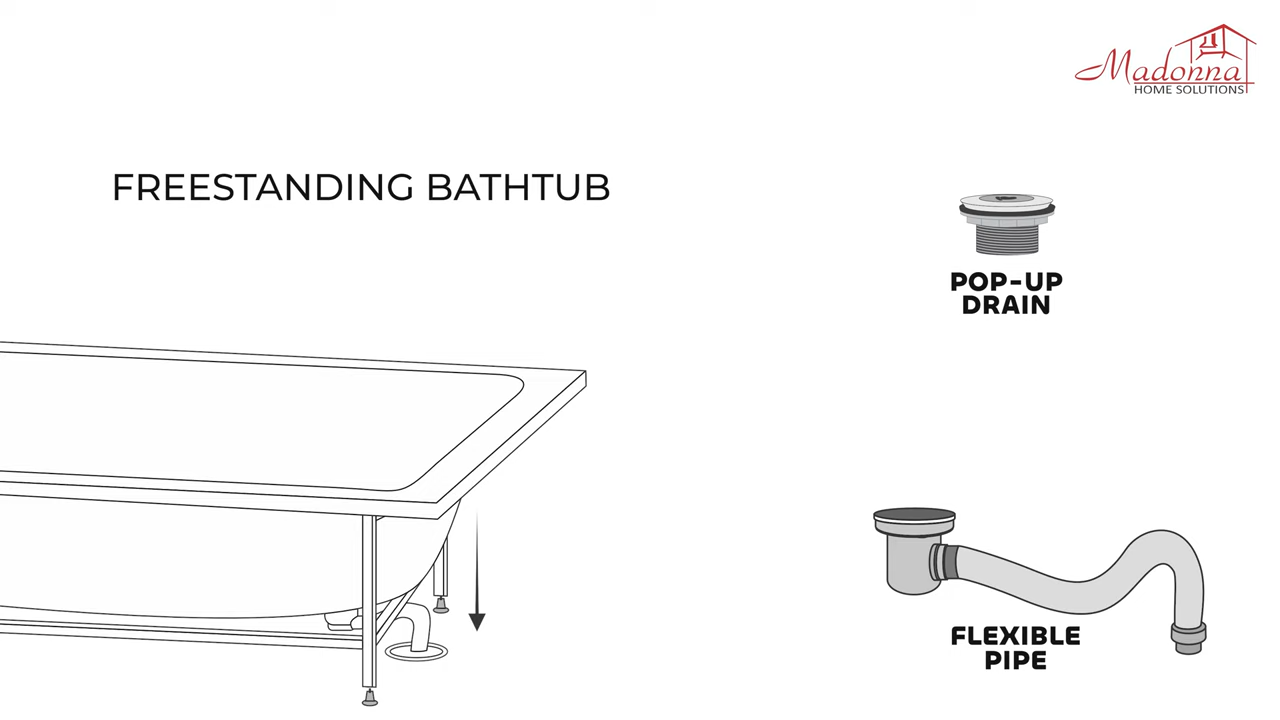 Madonna
HOME SOLUTIONS
FREESTANDING BATHTUB
POP-UP
DRAIN
FLEXIBLE
PIPE